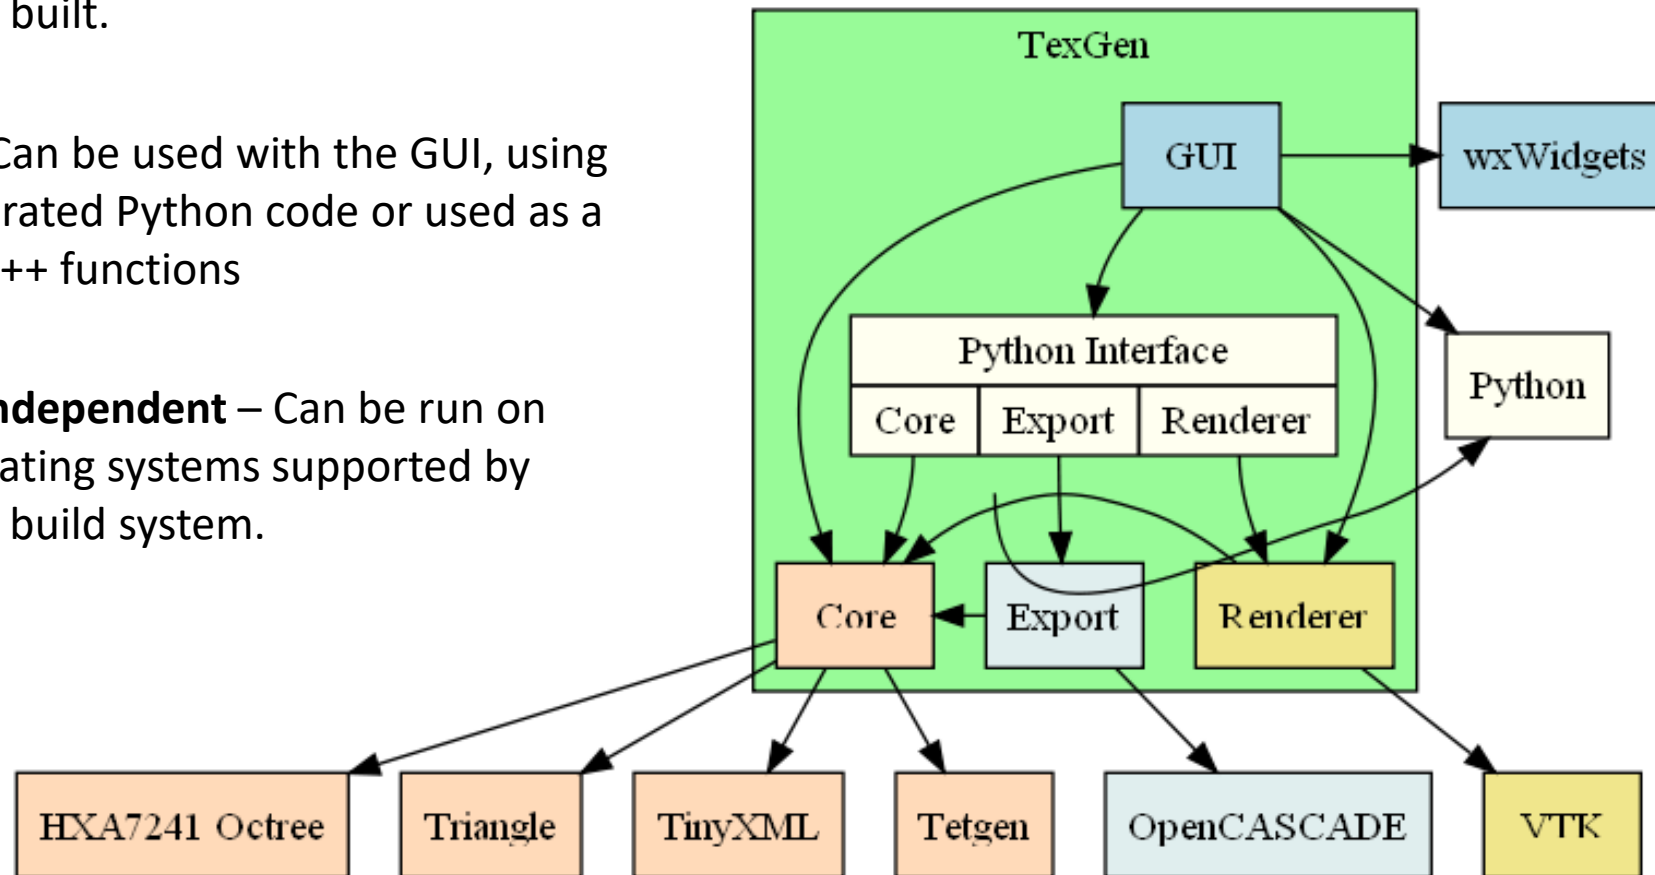 built.
Can be used with the GUI, using
rated Python code or used as a
++ functions
ndependent – Can be run on
ating systems supported by
build system.
TexGen
GUI
wxWidgets
Python Interface
Core
Export
Renderer
Python
Core
Export
Renderer
HXA7241 Octree
Triangle
TinyXML
Tetgen
OpenCASCADE
VTK